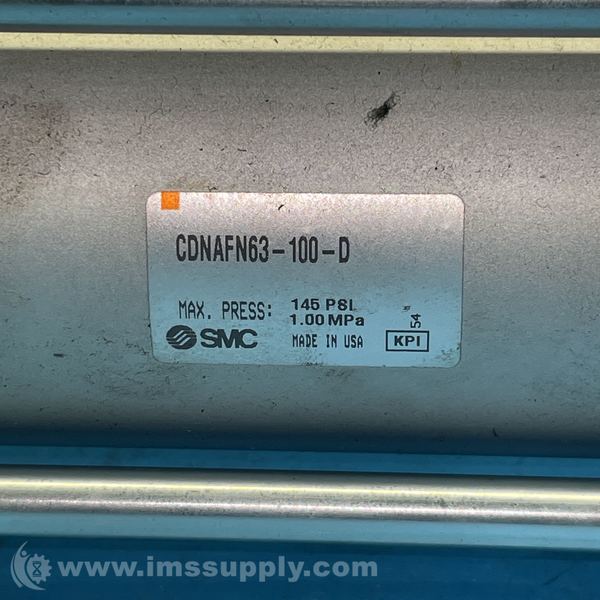 CDNAFN63-100-D
MAX. PRESS: 145 PSI
1.00 MPa
SMC MADE IN USA KPI
54
www.imssupply.com